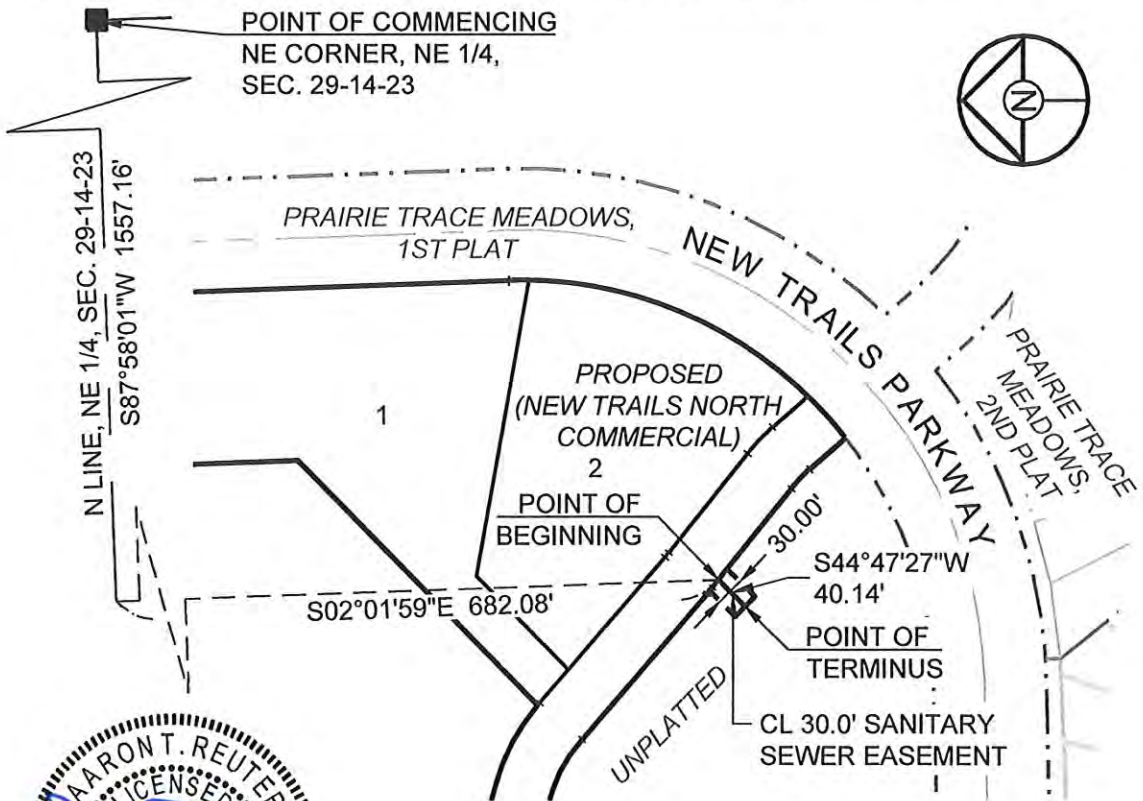 POINT OF COMMENCING
NE CORNER, NE 1/4,
SEC. 29-14-23
N
N LINE, NE 1/4, SEC. 29-14-23
S87°58'01"W 1557.16'
PRAIRIE TRACE MEADOWS,
1ST PLAT
NEW TRAILS PARKWAY
PRAIRIE TRACE
MEADOWS,
2ND PLAT
1
PROPOSED
(NEW TRAILS NORTH
COMMERCIAL)
2
POINT OF
BEGINNING
30.00'
S44°47'27"W
40.14'
S02°01'59"E 682.08'
POINT OF
TERMINUS
UNPLATTED
CL 30.0' SANITARY
SEWER EASEMENT
AARON T. REUTER
LICENSED